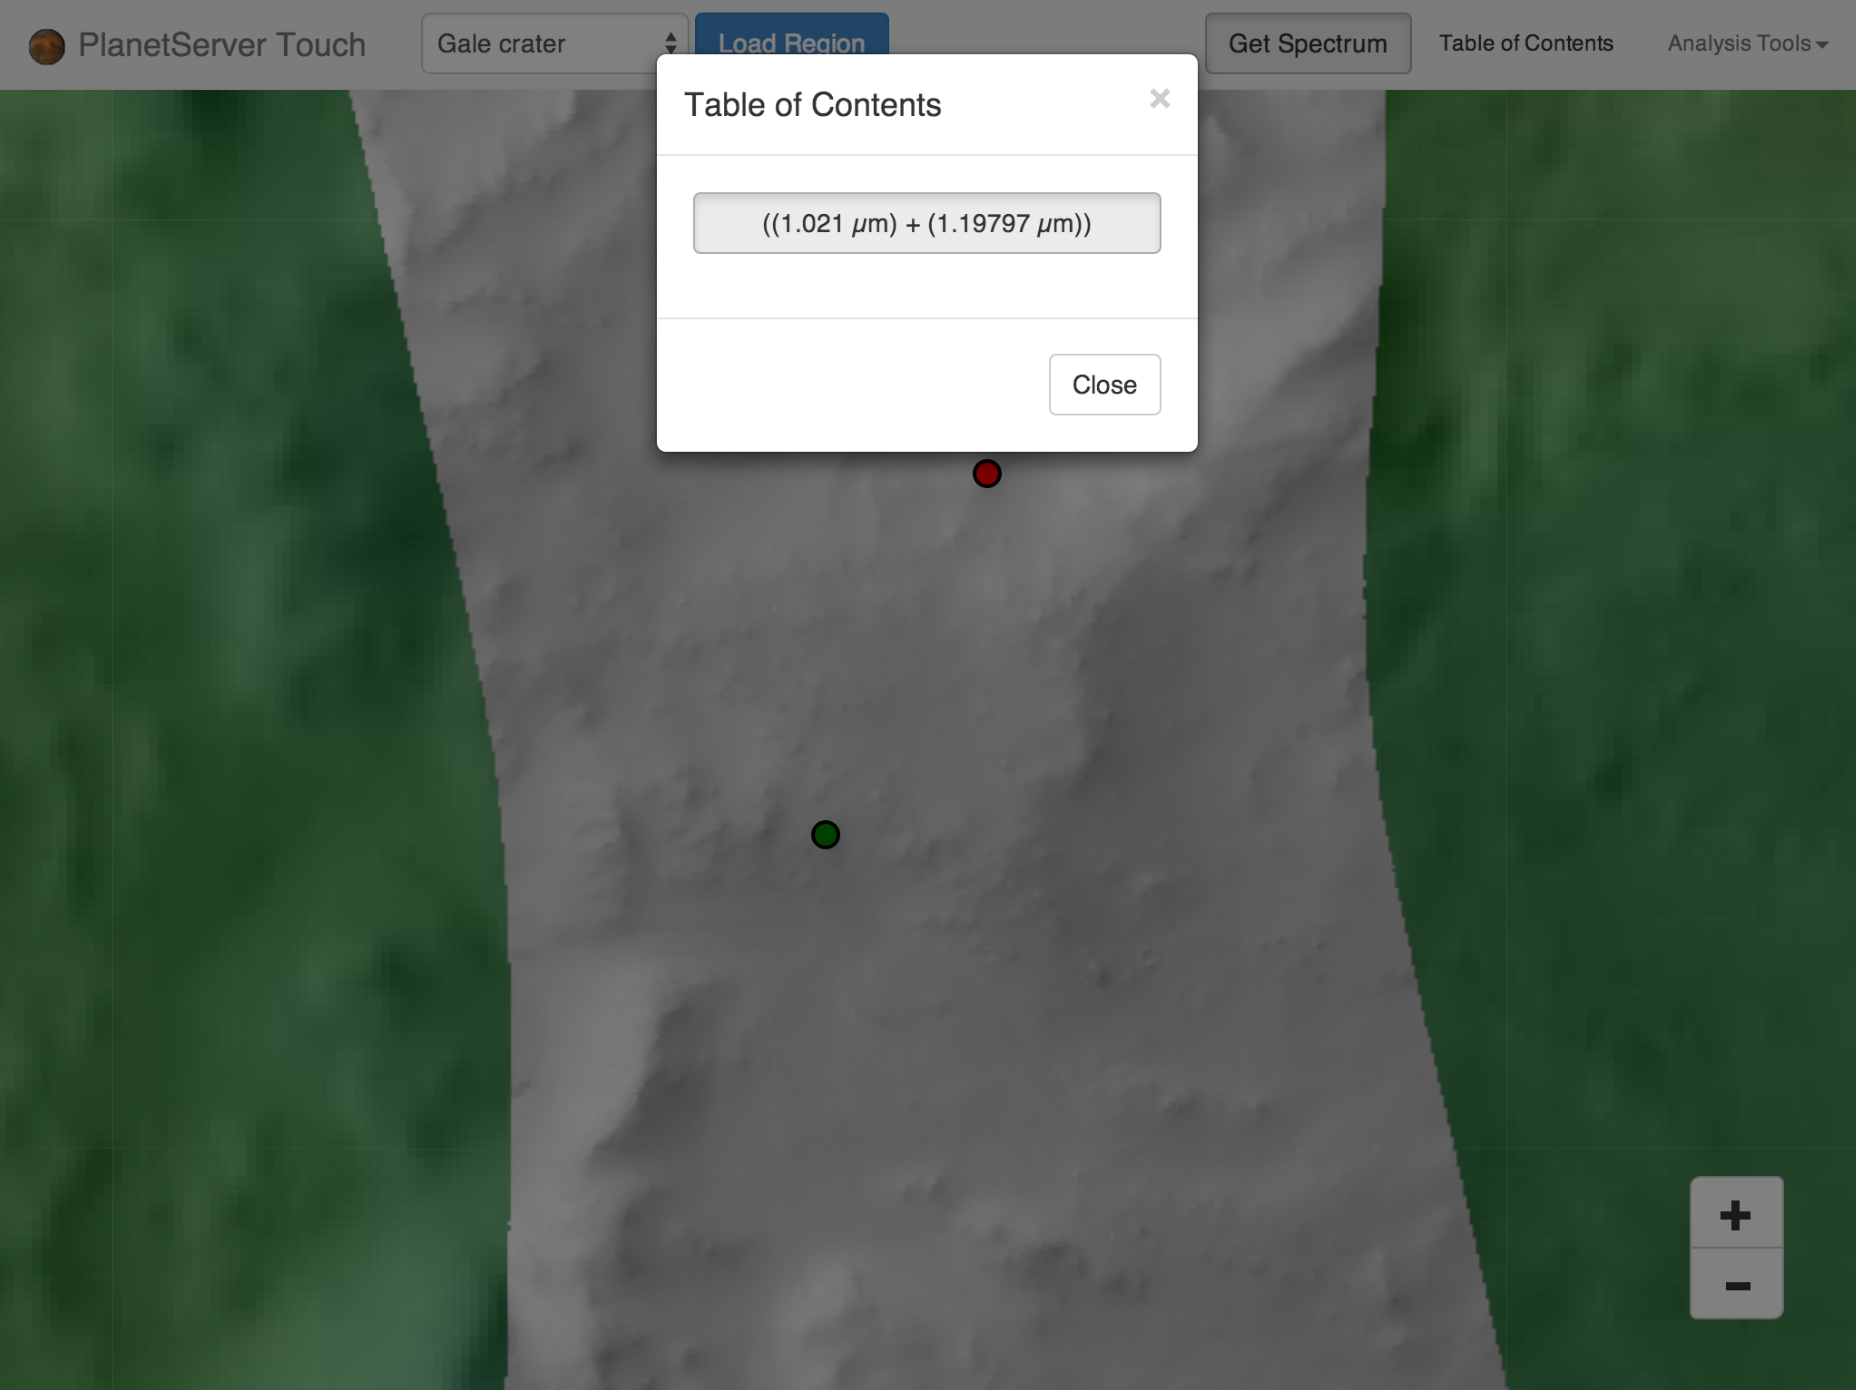 PlanetServer Touch
Gale crater
Load Region
Get Spectrum
Table of Contents
Analysis Tools
Table of Contents
×
((1.021 µm) + (1.19797 µm))
Close
+
-